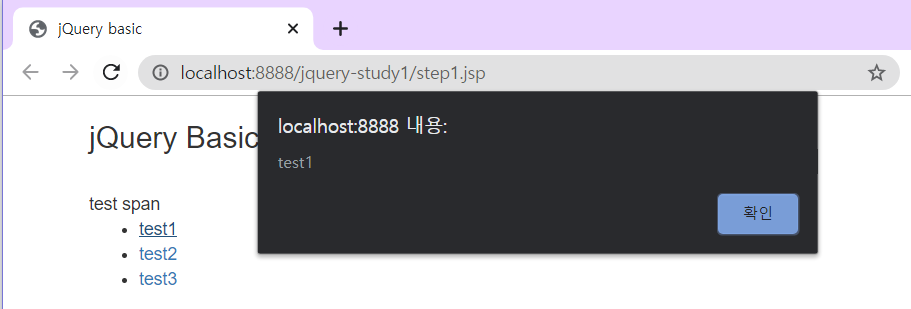 jQuery basic
localhost:8888/jquery-study1/step1.jsp
jQuery Basic
localhost:8888 내용:
test1
확인
test span
test1
test2
test3